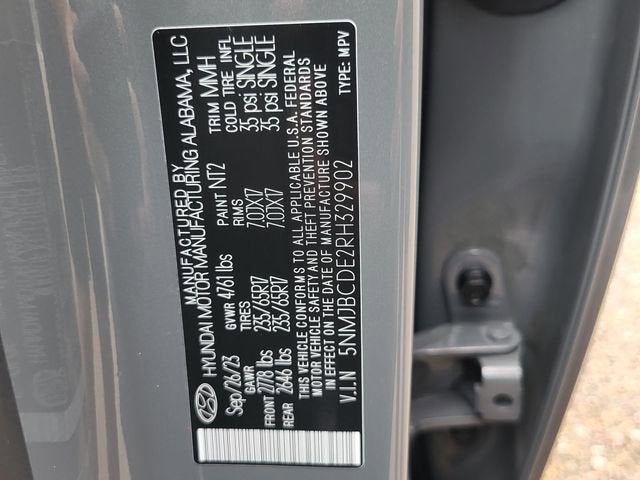 MANUFACTURED BY
HYUNDAI MOTOR MANUFACTURING ALABAMA, LLC
Sep/26/23 GVWR 4761 lbs PAINT NT2 TRIM MMH
GAWR TIRES RIMS COLD TIRE INFL
FRONT 2778 lbs 235/65R17 7.0JX17 35 psi SINGLE
REAR 2646 lbs 235/65R17 7.0JX17 35 psi SINGLE
THIS VEHICLE CONFORMS TO ALL APPLICABLE U.S.A. FEDERAL
MOTOR VEHICLE SAFETY AND THEFT PREVENTION STANDARDS
IN EFFECT ON THE DATE OF MANUFACTURE SHOWN ABOVE
V.I.N 5NMJBCDE2RH329902 TYPE: MPV